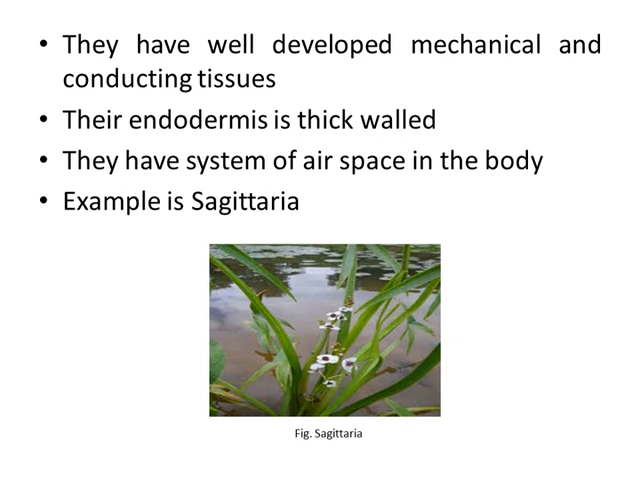 • They have well developed mechanical and
conducting tissues
• Their endodermis is thick walled
• They have system of air space in the body
• Example is Sagittaria
Fig. Sagittaria